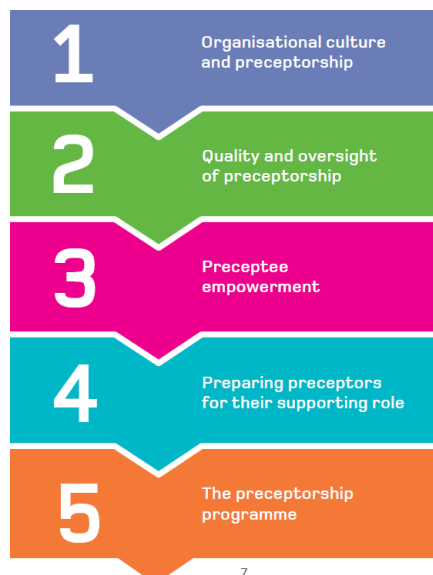 1
Organisational culture
and preceptorship
2
Quality and oversight
of preceptorship
3
Preceptee
empowerment
4
Preparing preceptors
for their supporting role
5
The preceptorship
programme
7